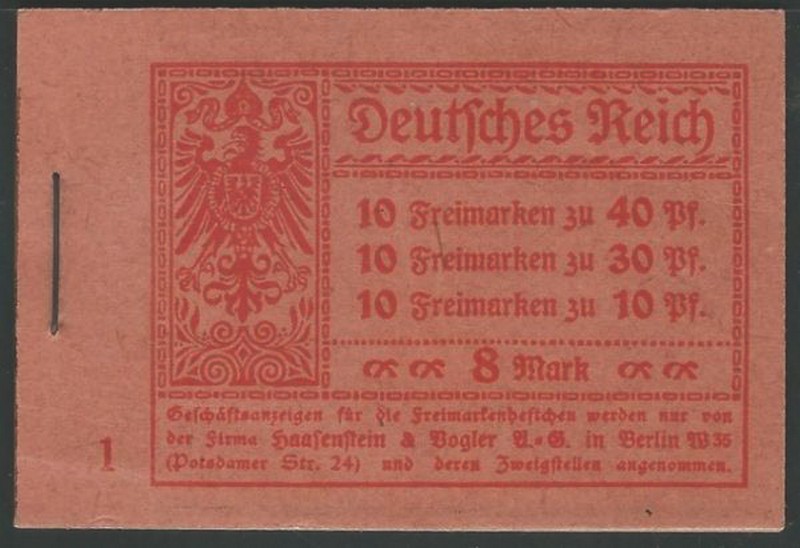 Deutſches Reich
10 Freimarken zu 40 Pf.
10 Freimarken zu 30 Pf.
10 Freimarken zu 10 Pf.
8 Mark
Geſchäftsanzeigen für die Freimarkenheftchen werden nur von
der Firma Haaſenſtein & Vogler A.=G. in Berlin W 35
(Potsdamer Str. 24) und deren Zweigſtellen angenommen.
1